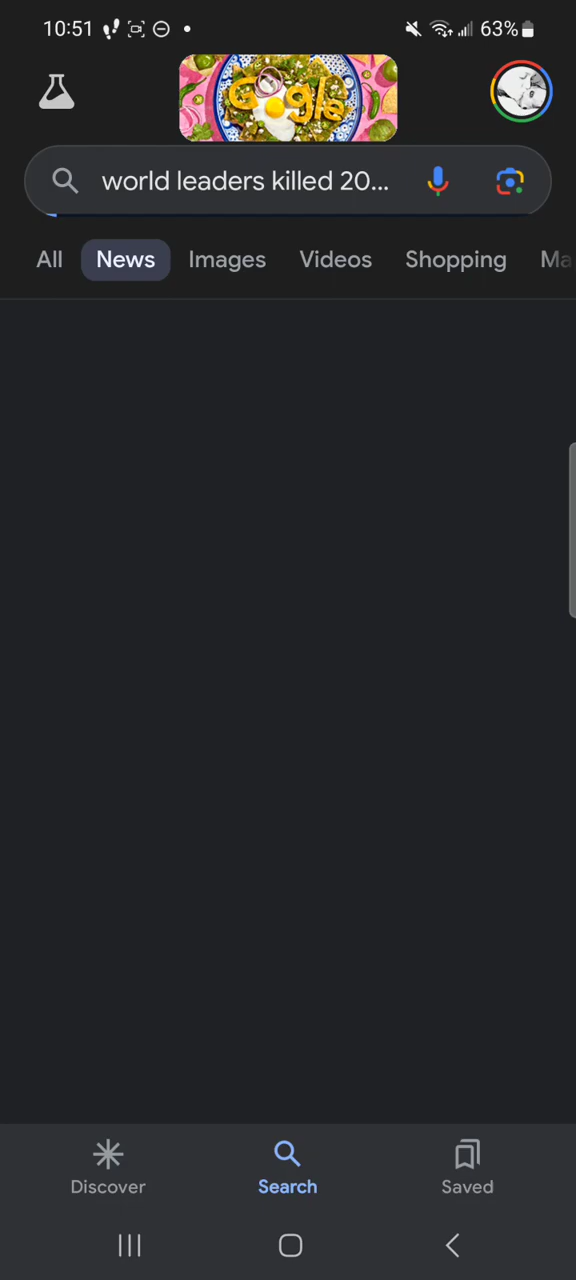 10:51 63%
Google
world leaders killed 20...
All News Images Videos Shopping Ma
Discover Search Saved